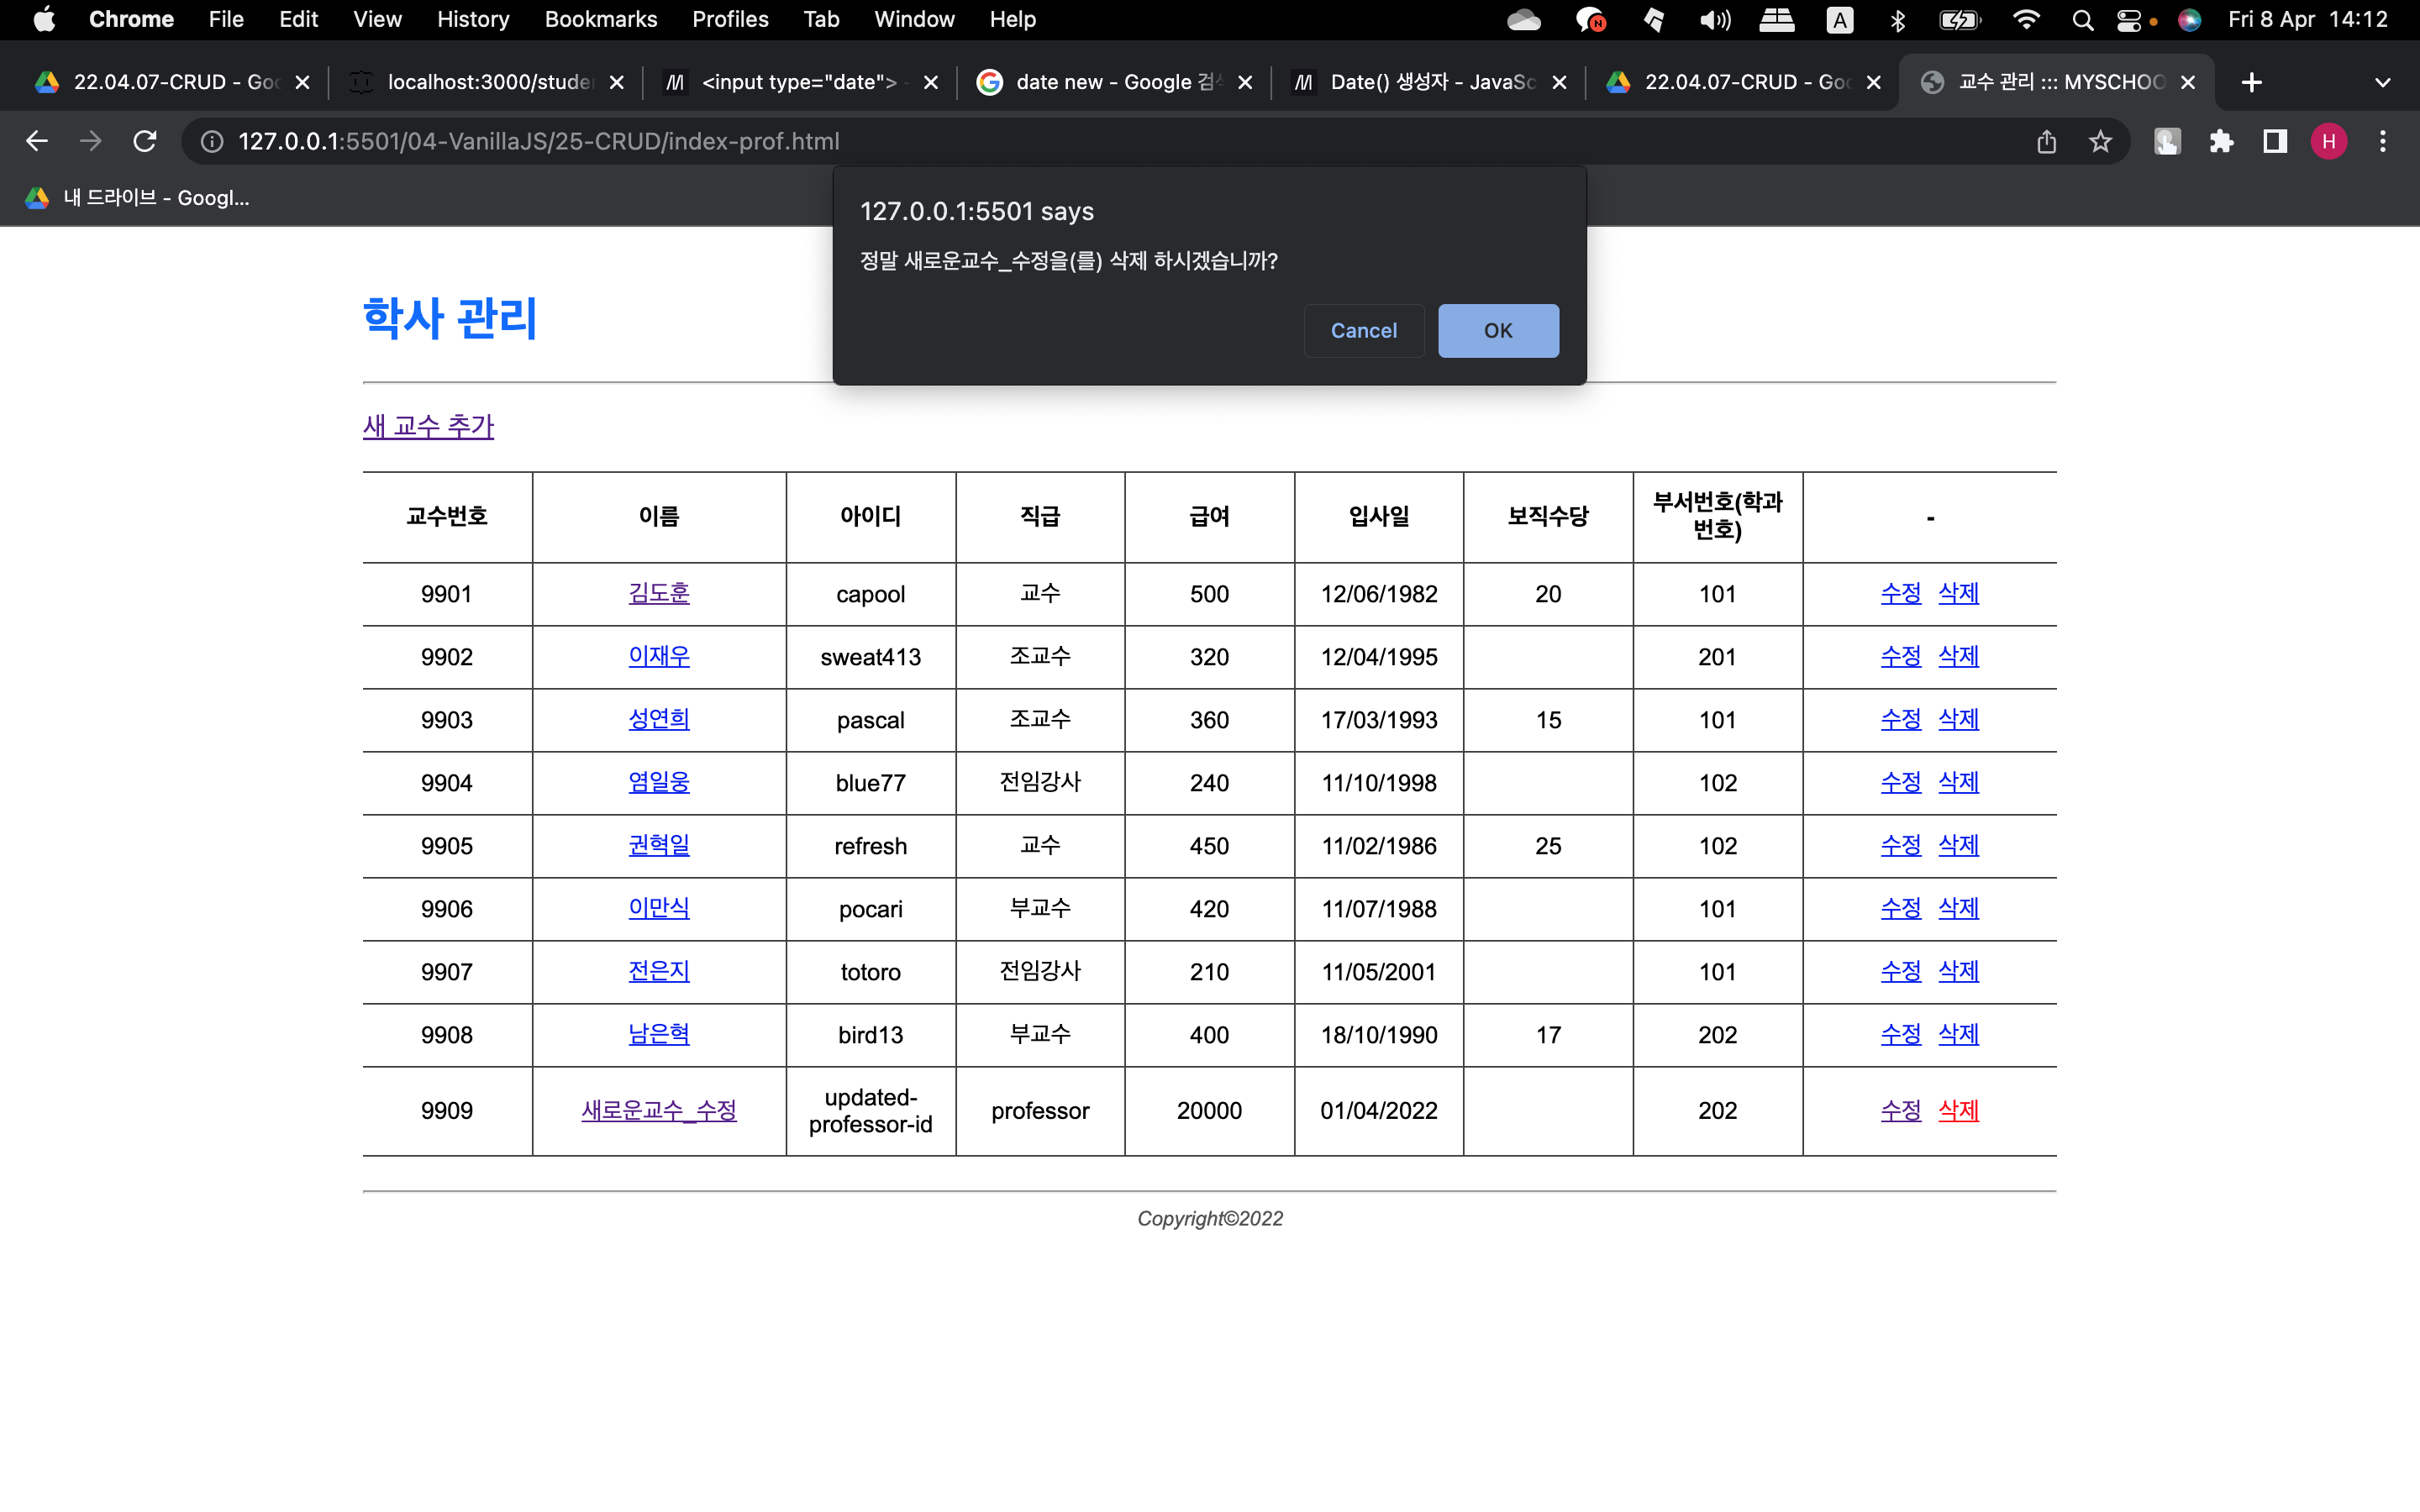 Chrome File Edit View History Bookmarks Profiles Tab Window Help A Fri 8 Apr 14:12
22.04.07-CRUD - Goo localhost:3000/studen <input type="date"> - date new - Google 검색 Date() 생성자 - JavaSc 22.04.07-CRUD - Goo 교수 관리 ::: MYSCHOO
127.0.0.1:5501/04-VanillaJS/25-CRUD/index-prof.html H
내 드라이브 - Googl...
127.0.0.1:5501 says
정말 새로운교수_수정을(를) 삭제 하시겠습니까?
Cancel OK
학사 관리
새 교수 추가
교수번호 이름 아이디 직급 급여 입사일 보직수당 부서번호(학과
번호) -
9901 김도훈 capool 교수 500 12/06/1982 20 101 수정 삭제
9902 이재우 sweat413 조교수 320 12/04/1995 201 수정 삭제
9903 성연희 pascal 조교수 360 17/03/1993 15 101 수정 삭제
9904 염일웅 blue77 전임강사 240 11/10/1998 102 수정 삭제
9905 권혁일 refresh 교수 450 11/02/1986 25 102 수정 삭제
9906 이만식 pocari 부교수 420 11/07/1988 101 수정 삭제
9907 전은지 totoro 전임강사 210 11/05/2001 101 수정 삭제
9908 남은혁 bird13 부교수 400 18/10/1990 17 202 수정 삭제
9909 새로운교수_수정 updated-
professor-id professor 20000 01/04/2022 202 수정 삭제
Copyright©2022